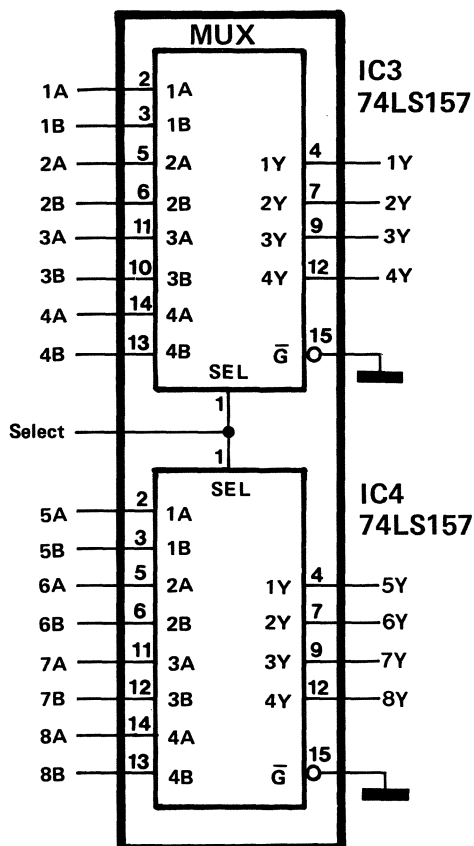 MUX
IC3
74LS157
1A 2 1A
1B 3 1B
2A 5 2A 1Y 4 1Y
2B 6 2B 2Y 7 2Y
3A 11 3A 3Y 9 3Y
3B 10 3B 4Y 12 4Y
4A 14 4A
4B 13 4B G̅ 15
SEL
1
Select
1
SEL
IC4
74LS157
5A 2 1A
5B 3 1B
6A 5 2A 1Y 4 5Y
6B 6 2B 2Y 7 6Y
7A 11 3A 3Y 9 7Y
7B 12 3B 4Y 12 8Y
8A 14 4A
8B 13 4B G̅ 15